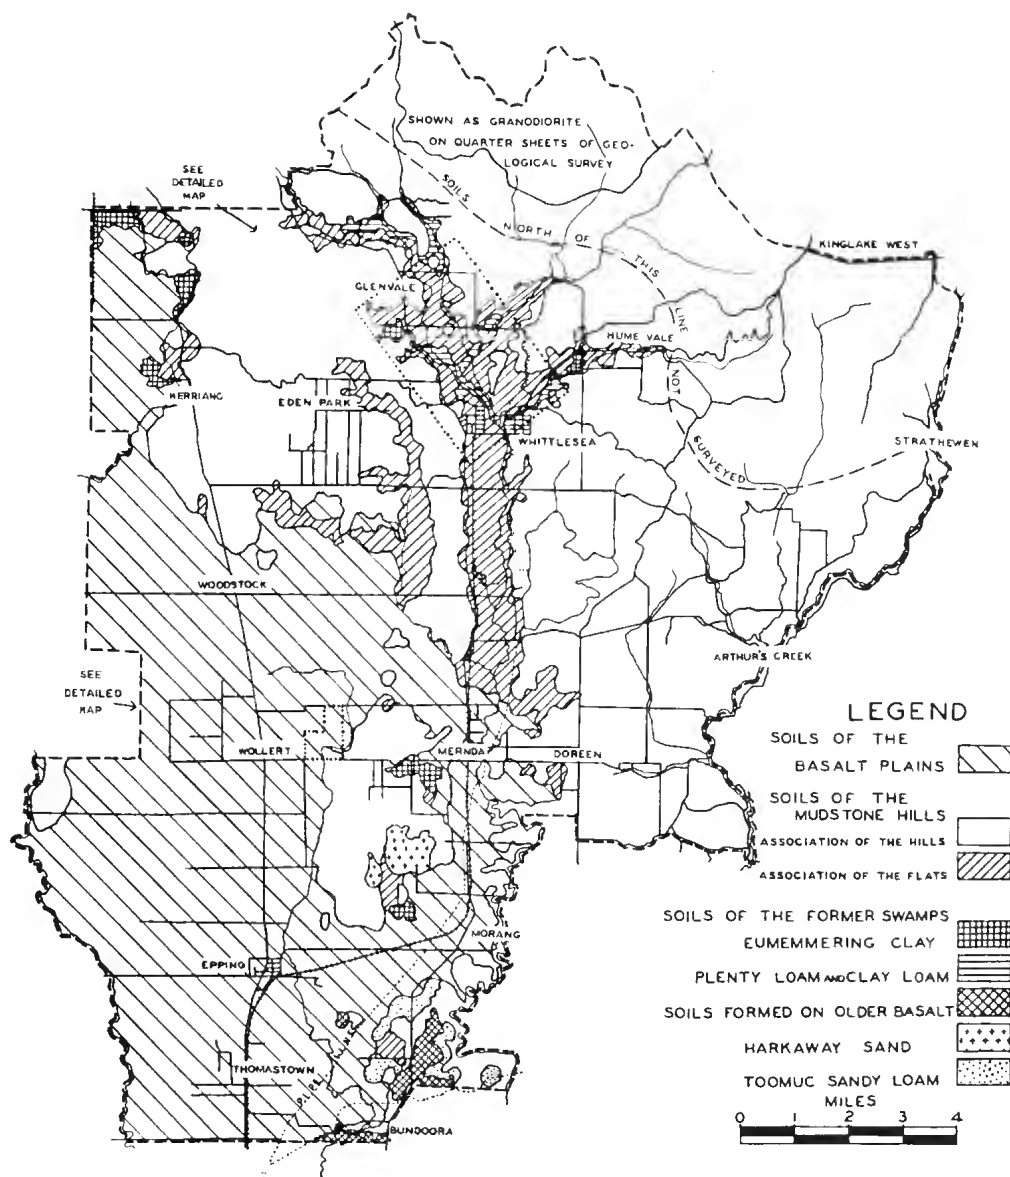 SHOWN AS GRANODIORITE
ON QUARTER SHEETS OF GEO-
LOGICAL SURVEY
SEE
DETAILED
MAP
SOILS NORTH OF THIS LINE NOT SURVEYED
KINGLAKE WEST
GLENVALE
HUME VALE
KERRIANG
EDEN PARK
WHITTLESEA
STRATHEWEN
WOODSTOCK
ARTHUR'S CREEK
SEE
DETAILED
MAP
WOLLERT
MERNDA
DOREEN
MORANG
EPPING
PIPE LINE
THOMASTOWN
BUNDOORA
LEGEND
SOILS OF THE
BASALT PLAINS
SOILS OF THE
MUDSTONE HILLS
ASSOCIATION OF THE HILLS
ASSOCIATION OF THE FLATS
SOILS OF THE FORMER SWAMPS
EUMEMMERING CLAY
PLENTY LOAM AND CLAY LOAM
SOILS FORMED ON OLDER BASALT
HARKAWAY SAND
TOOMUC SANDY LOAM
MILES
0 1 2 3 4